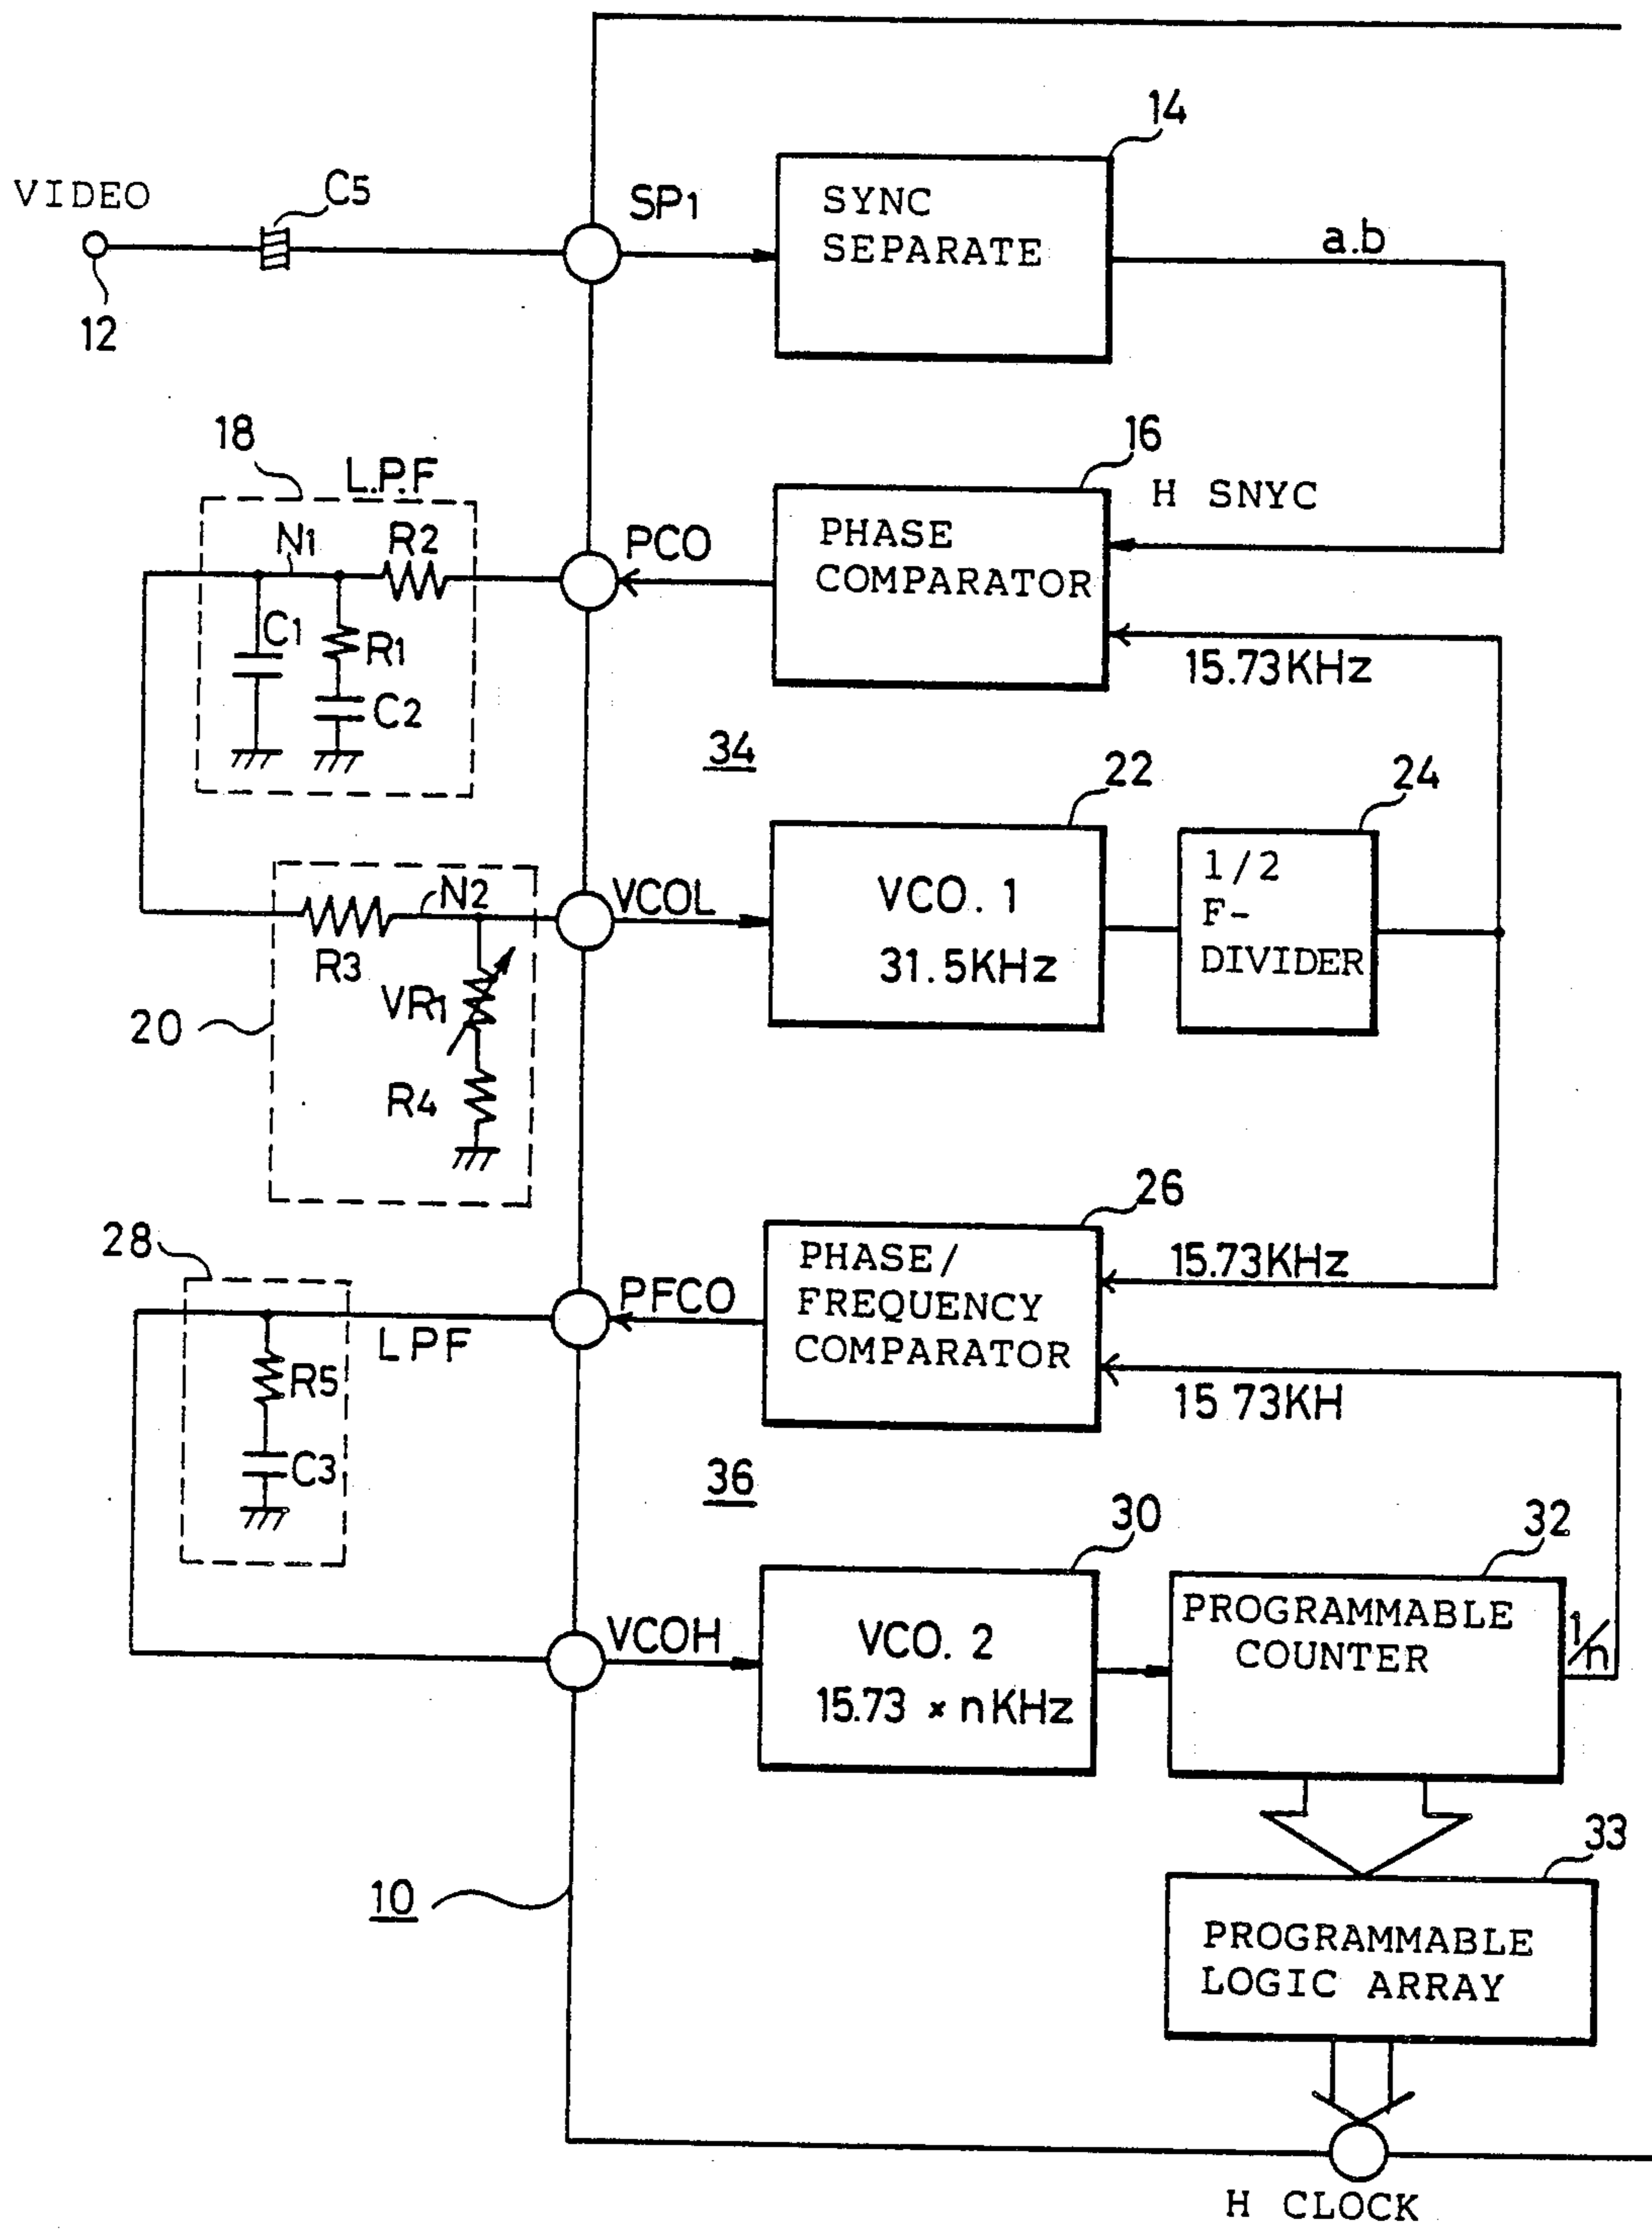 14
VIDEO
C5
SP1
SYNC
SEPARATE
a.b
12
18
L.P.F
16
H SNYC
N1
R2
PCO
PHASE
COMPARATOR
C1
R1
C2
15.73KHz
34
22
24
N2
VCOL
VCO. 1
31.5KHz
1/2
F-
DIVIDER
R3
VR1
20
R4
26
28
PFCO
PHASE/
FREQUENCY
COMPARATOR
15.73KHz
LPF
R5
15 73KH
C3
36
30
32
VCOH
VCO. 2
15.73 × nKHz
PROGRAMMABLE
COUNTER
1/n
33
10
PROGRAMMABLE
LOGIC ARRAY
H CLOCK